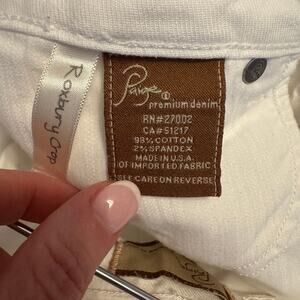 Roxbury Crop
Paige ®
premium denim
RN#27002
CA#51217
98% COTTON
2% SPANDEX
MADE IN U.S.A.
OF IMPORTED FABRIC
SEE CARE ON REVERSE